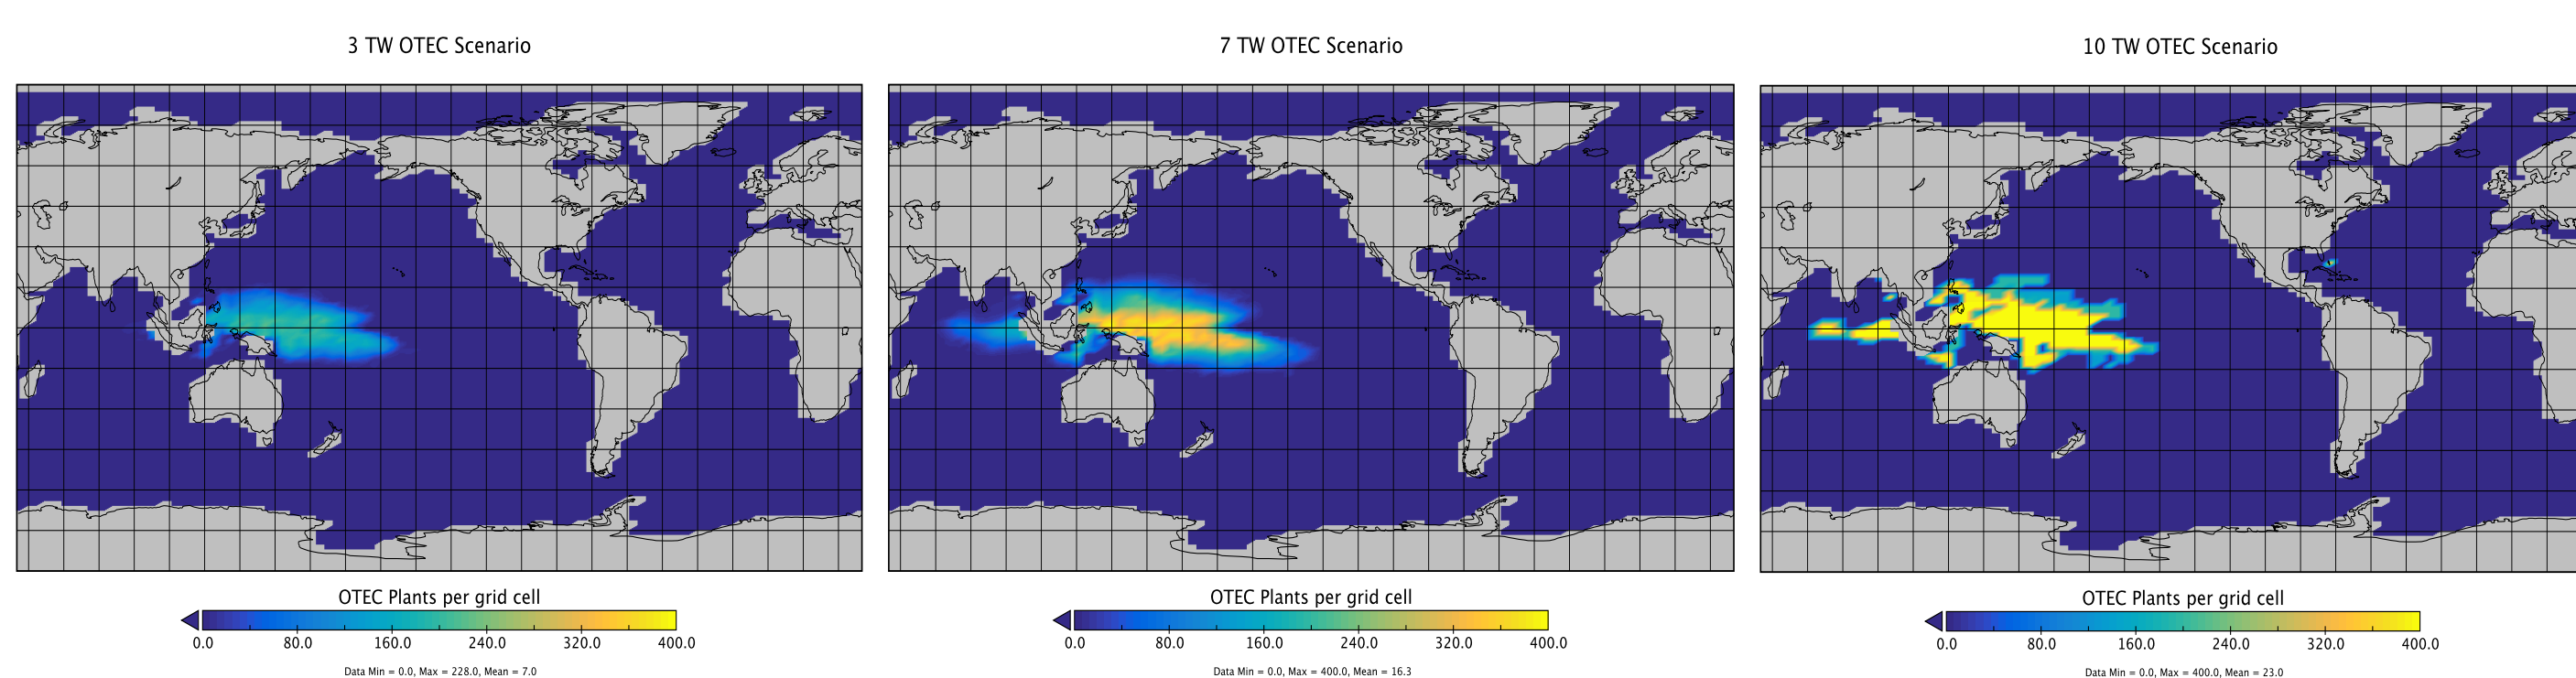 3 TW OTEC Scenario
7 TW OTEC Scenario
10 TW OTEC Scenario
OTEC Plants per grid cell
0.0 80.0 160.0 240.0 320.0 400.0
Data Min = 0.0, Max = 228.0, Mean = 7.0
OTEC Plants per grid cell
0.0 80.0 160.0 240.0 320.0 400.0
Data Min = 0.0, Max = 400.0, Mean = 16.3
OTEC Plants per grid cell
0.0 80.0 160.0 240.0 320.0 400.0
Data Min = 0.0, Max = 400.0, Mean = 23.0